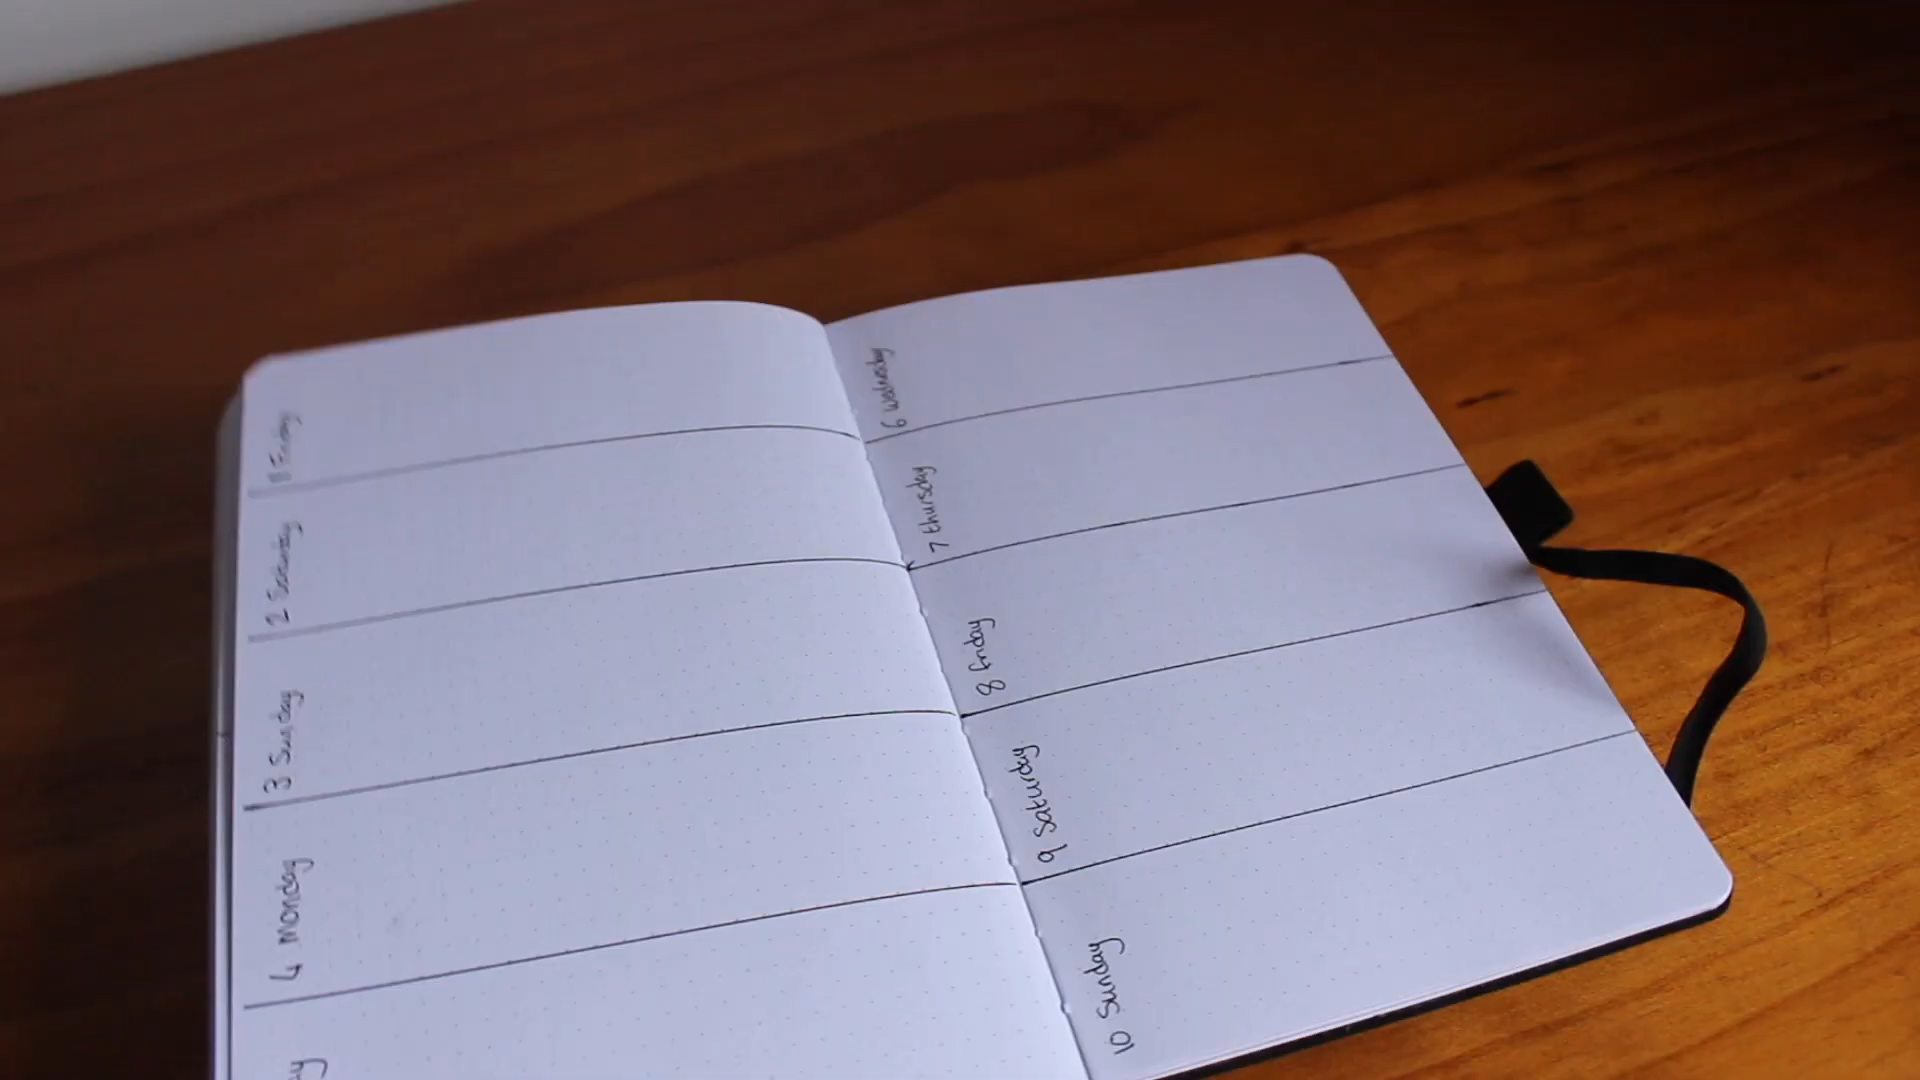 1 Friday
2 Saturday
3 Sunday
4 Monday
6 Wednesday
7 thursday
8 friday
9 Saturday
10 Sunday